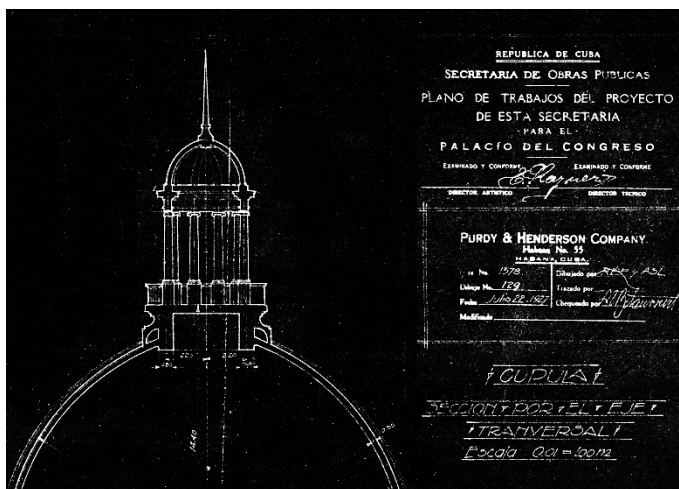 REPUBLICA DE CUBA
SECRETARIA DE OBRAS PUBLICAS
PLANO DE TRABAJOS DEL PROYECTO
DE ESTA SECRETARIA
- PARA EL -
PALACIO DEL CONGRESO
EXAMINADO Y CONFORME EXAMINADO Y CONFORME
DIRECTOR ARTISTICO DIRECTOR TECNICO
PURDY & HENDERSON COMPANY.
Habana No. 55
HABANA, CUBA.
No. 1578 Dibujado por
Dibujo No. 129 Trazado por
Fecha Julio 22, 1927 Chequeado por
Modificado
CUPULA
SECCION POR EL EJE
TRANVERSAL
Escala 0.01 = 1.00 m
14.40